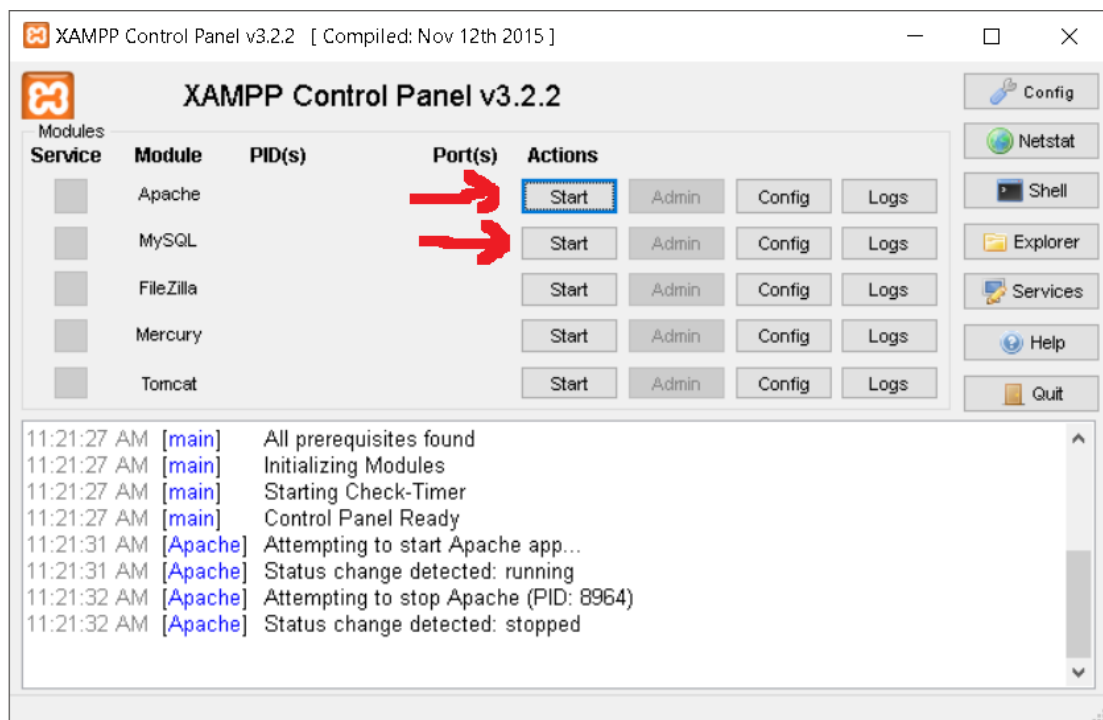 XAMPP Control Panel v3.2.2 [ Compiled: Nov 12th 2015 ]
XAMPP Control Panel v3.2.2
Config
Modules
Service Module PID(s) Port(s) Actions
Netstat
Apache Start Admin Config Logs
Shell
MySQL Start Admin Config Logs
Explorer
FileZilla Start Admin Config Logs
Services
Mercury Start Admin Config Logs
Help
Tomcat Start Admin Config Logs
Quit
11:21:27 AM [main] All prerequisites found
11:21:27 AM [main] Initializing Modules
11:21:27 AM [main] Starting Check-Timer
11:21:27 AM [main] Control Panel Ready
11:21:31 AM [Apache] Attempting to start Apache app...
11:21:31 AM [Apache] Status change detected: running
11:21:32 AM [Apache] Attempting to stop Apache (PID: 8964)
11:21:32 AM [Apache] Status change detected: stopped